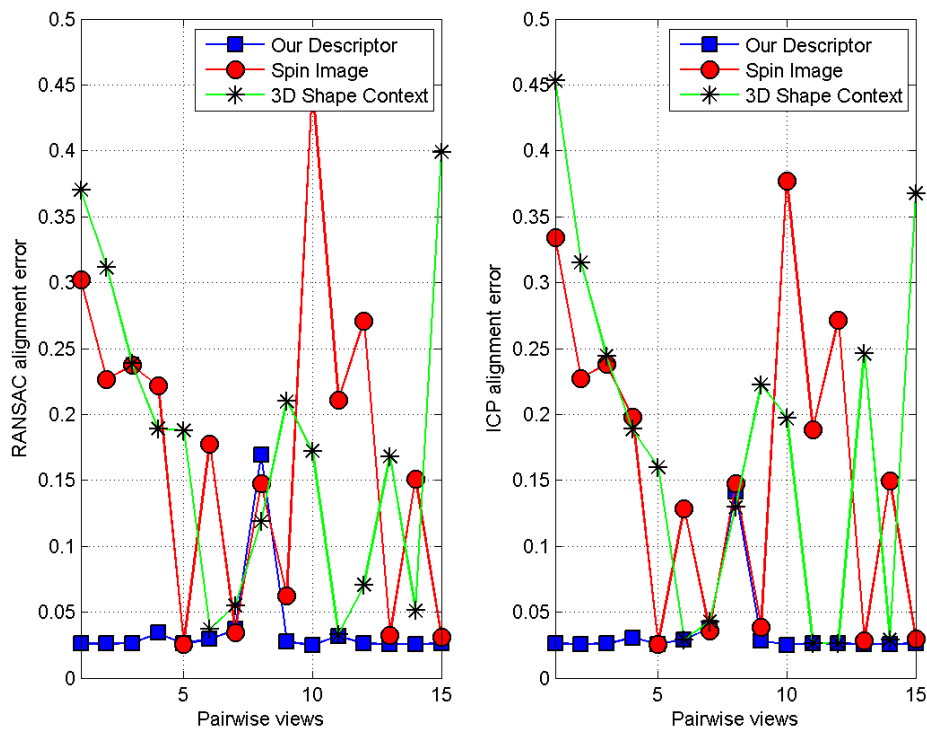 0.5
0.45
0.4
0.35
0.3
0.25
0.2
0.15
0.1
0.05
0
RANSAC alignment error
5
10
15
Pairwise views
Our Descriptor
Spin Image
3D Shape Context
0.5
0.45
0.4
0.35
0.3
0.25
0.2
0.15
0.1
0.05
0
ICP alignment error
5
10
15
Pairwise views
Our Descriptor
Spin Image
3D Shape Context